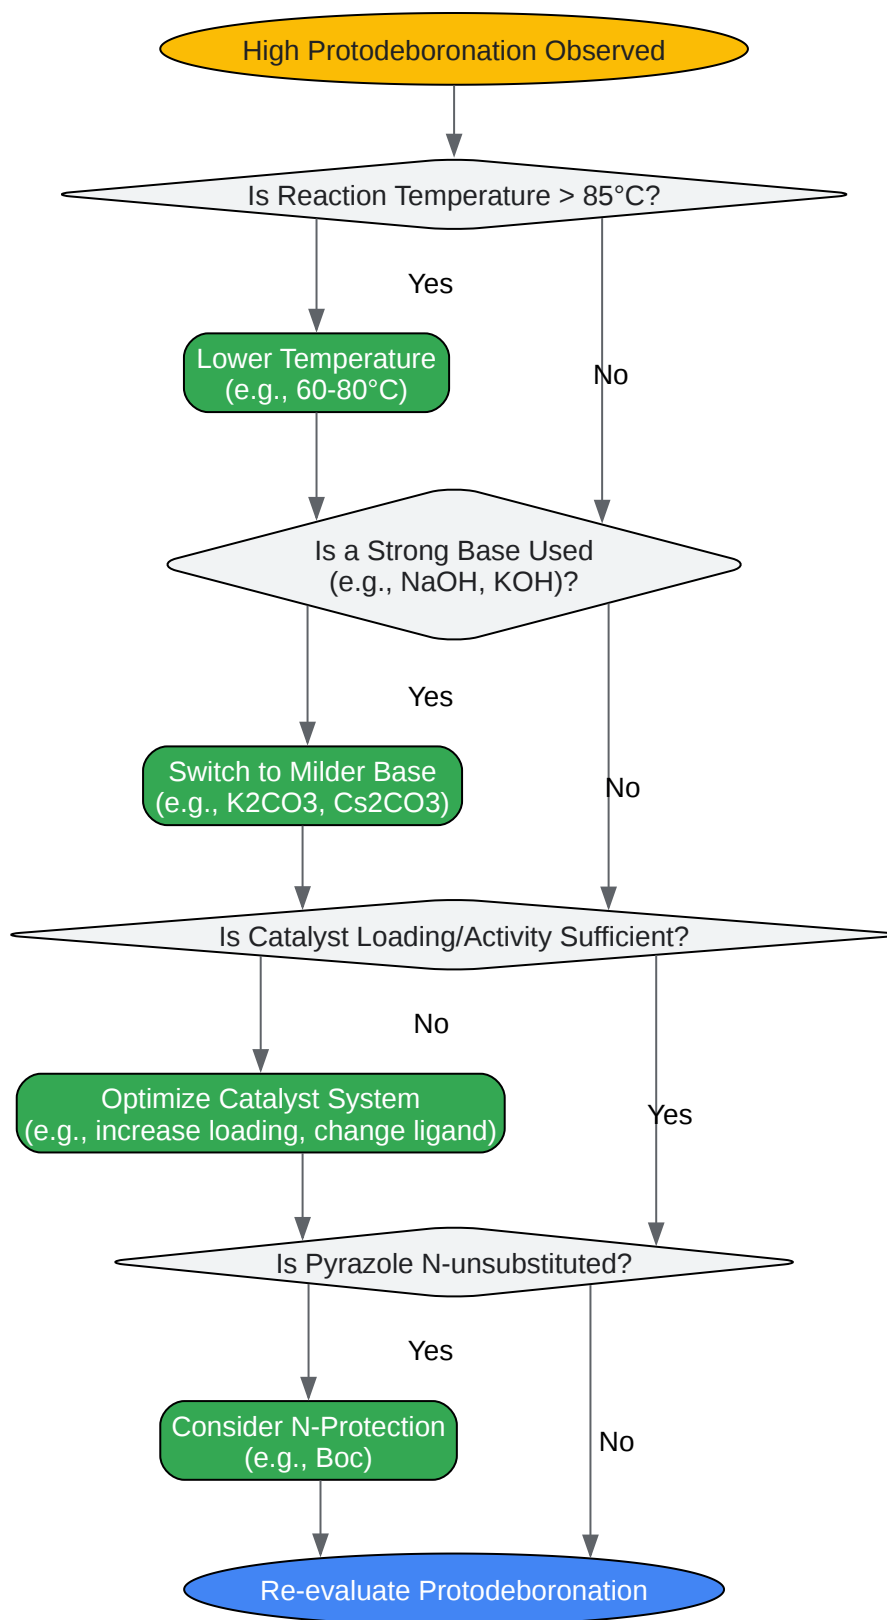 High Protodeboronation Observed
Is Reaction Temperature > 85°C?
Yes
Lower Temperature
(e.g., 60-80°C)
No
Is a Strong Base Used
(e.g., NaOH, KOH)?
Yes
Switch to Milder Base
(e.g., K2CO3, Cs2CO3)
No
Is Catalyst Loading/Activity Sufficient?
No
Optimize Catalyst System
(e.g., increase loading, change ligand)
Yes
Is Pyrazole N-unsubstituted?
Yes
Consider N-Protection
(e.g., Boc)
No
Re-evaluate Protodeboronation